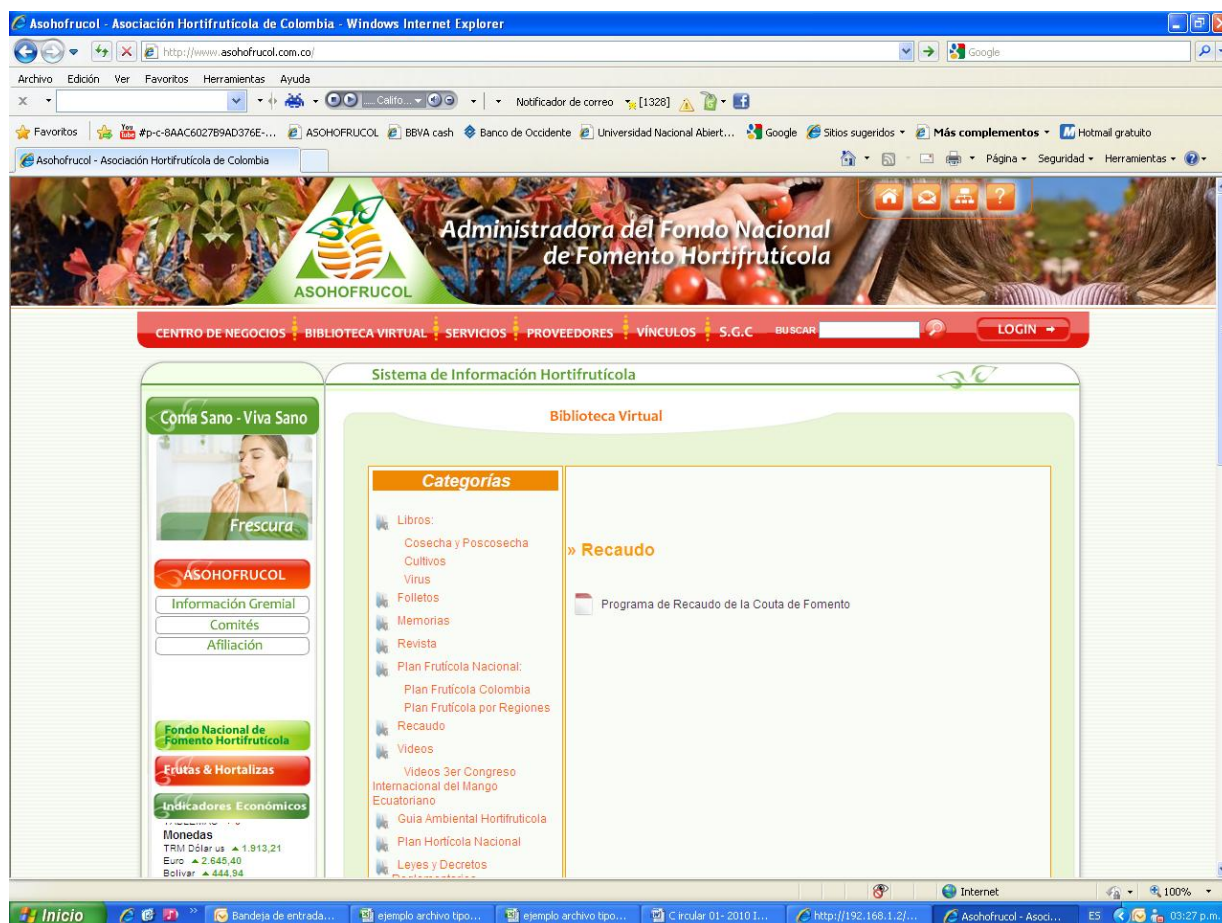 Asohofrucol - Asociación Hortifrutícola de Colombia - Windows Internet Explorer
http://www.asohofrucol.com.co/
Google
Archivo Edición Ver Favoritos Herramientas Ayuda
x ..... Califo... Notificador de correo [1328]
Favoritos #p-c-8AAC6027B9AD376E-... ASOHOFRUCOL BBVA cash Banco de Occidente Universidad Nacional Abiert... Google Sitios sugeridos Más complementos Hotmail gratuito
Asohofrucol - Asociación Hortifrutícola de Colombia Página Seguridad Herramientas
Administradora del Fondo Nacional
de Fomento Hortifrutícola
ASOHOFRUCOL
CENTRO DE NEGOCIOS BIBLIOTECA VIRTUAL SERVICIOS PROVEEDORES VÍNCULOS S.G.C BUSCAR LOGIN
Sistema de Información Hortifrutícola
Coma Sano - Viva Sano
Frescura
ASOHOFRUCOL
Información Gremial
Comités
Afiliación
Fondo Nacional de
Fomento Hortifrutícola
Frutas & Hortalizas
Indicadores Económicos
Monedas
TRM Dólar us 1.913,21
Euro 2.645,40
Bolivar 444,94
Biblioteca Virtual
Categorías
Libros:
Cosecha y Poscosecha
Cultivos
Virus
Folletos
Memorias
Revista
Plan Frutícola Nacional:
Plan Frutícola Colombia
Plan Frutícola por Regiones
Recaudo
Videos
Videos 3er Congreso
Internacional del Mango
Ecuatoriano
Guia Ambiental Hortifruticola
Plan Hortícola Nacional
Leyes y Decretos
» Recaudo
Programa de Recaudo de la Couta de Fomento
Internet 100%
Inicio Bandeja de entrada... ejemplo archivo tipo... ejemplo archivo tipo... Circular 01- 2010 I... http://192.168.1.2/... Asohofrucol - Asoci... ES 03:27 p.m.